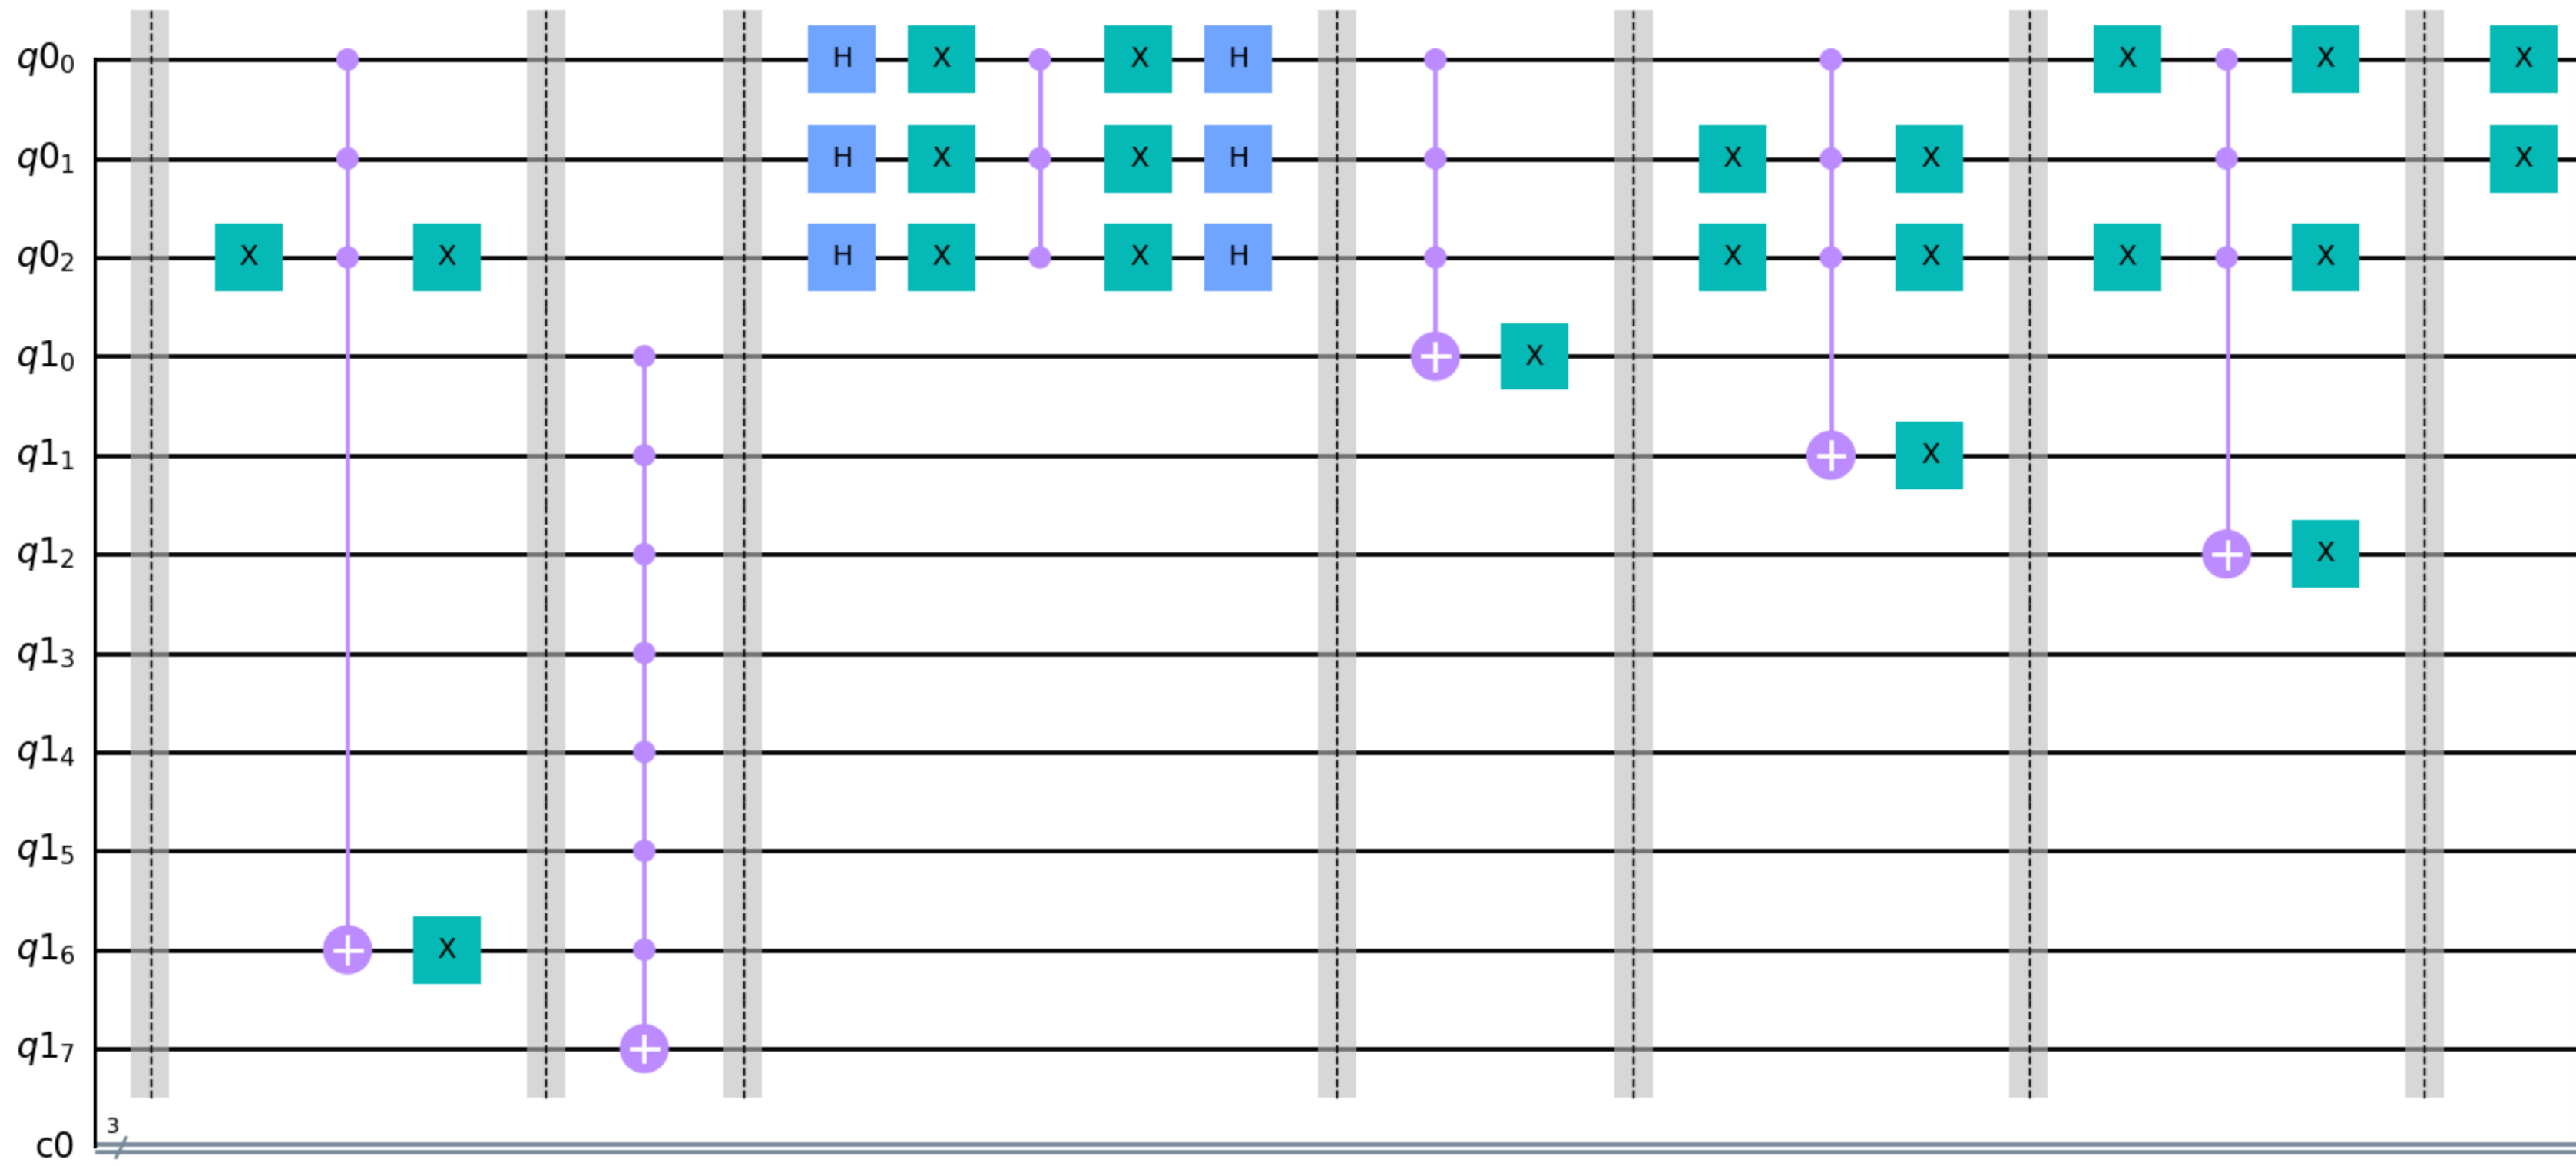 q0₀ H X X H X X X
q0₁ H X X H X X X
q0₂ X X H X X H X X X X
q1₀ X
q1₁ X
q1₂ X
q1₃
q1₄
q1₅
q1₆ X
q1₇
3
c0